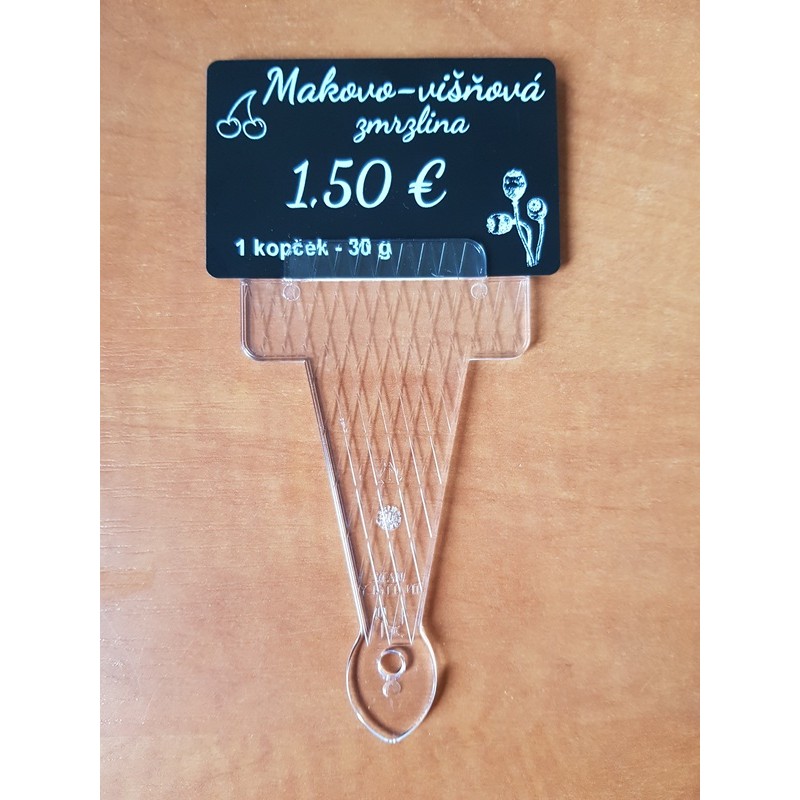 Makovo-višňová
zmrzlina
1.50 €
1 kopček - 30 g